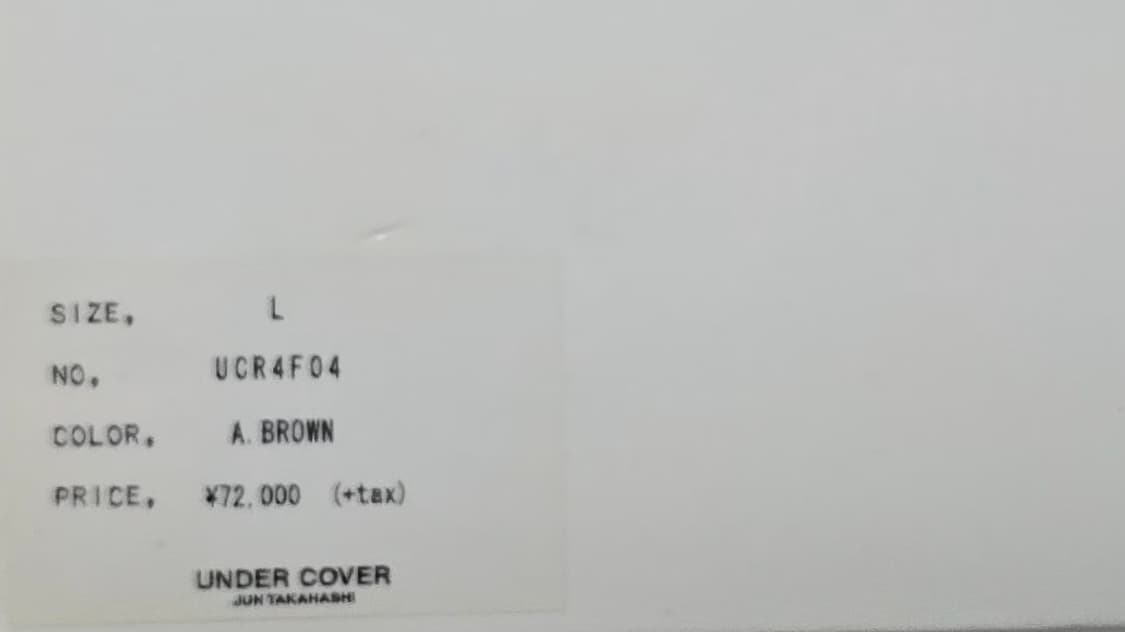 SIZE, L
NO, UCR4F04
COLOR, A. BROWN
PRICE, ¥72,000 (+tax)
UNDER COVER
JUN TAKAHASHI